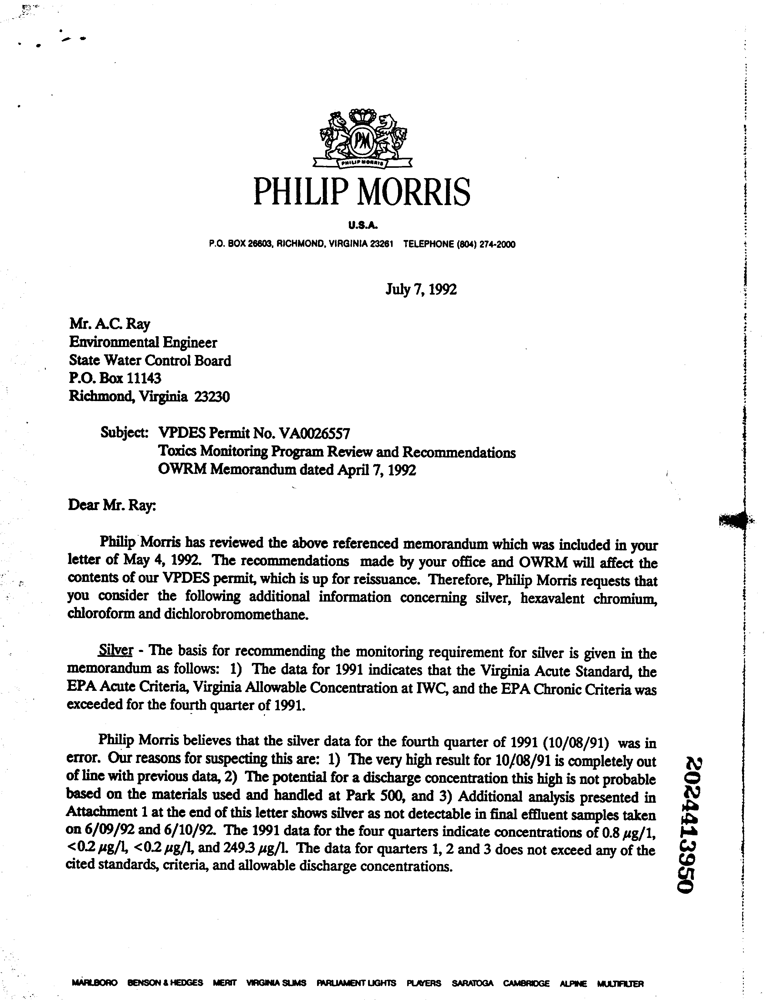 PM
PHILIP MORRIS
PHILIP MORRIS
U.S.A.
P.O. BOX 26603, RICHMOND, VIRGINIA 23261 TELEPHONE (804) 274-2000
July 7, 1992
Mr. A.C. Ray
Environmental Engineer
State Water Control Board
P.O. Box 11143
Richmond, Virginia 23230
Subject: VPDES Permit No. VA0026557
Toxics Monitoring Program Review and Recommendations
OWRM Memorandum dated April 7, 1992
Dear Mr. Ray:
Philip Morris has reviewed the above referenced memorandum which was included in your
letter of May 4, 1992. The recommendations made by your office and OWRM will affect the
contents of our VPDES permit, which is up for reissuance. Therefore, Philip Morris requests that
you consider the following additional information concerning silver, hexavalent chromium,
chloroform and dichlorobromomethane.
Silver - The basis for recommending the monitoring requirement for silver is given in the
memorandum as follows: 1) The data for 1991 indicates that the Virginia Acute Standard, the
EPA Acute Criteria, Virginia Allowable Concentration at IWC, and the EPA Chronic Criteria was
exceeded for the fourth quarter of 1991.
Philip Morris believes that the silver data for the fourth quarter of 1991 (10/08/91) was in
error. Our reasons for suspecting this are: 1) The very high result for 10/08/91 is completely out
of line with previous data, 2) The potential for a discharge concentration this high is not probable
based on the materials used and handled at Park 500, and 3) Additional analysis presented in
Attachment 1 at the end of this letter shows silver as not detectable in final effluent samples taken
on 6/09/92 and 6/10/92. The 1991 data for the four quarters indicate concentrations of 0.8 µg/1,
<0.2 µg/l, <0.2 µg/l, and 249.3 µg/l. The data for quarters 1, 2 and 3 does not exceed any of the
cited standards, criteria, and allowable discharge concentrations.
2024413950
MARLBORO BENSON & HEDGES MERIT VIRGINIA SLIMS PARLIAMENT LIGHTS PLAYERS SARATOGA CAMBRIDGE ALPINE MULTIFILTER